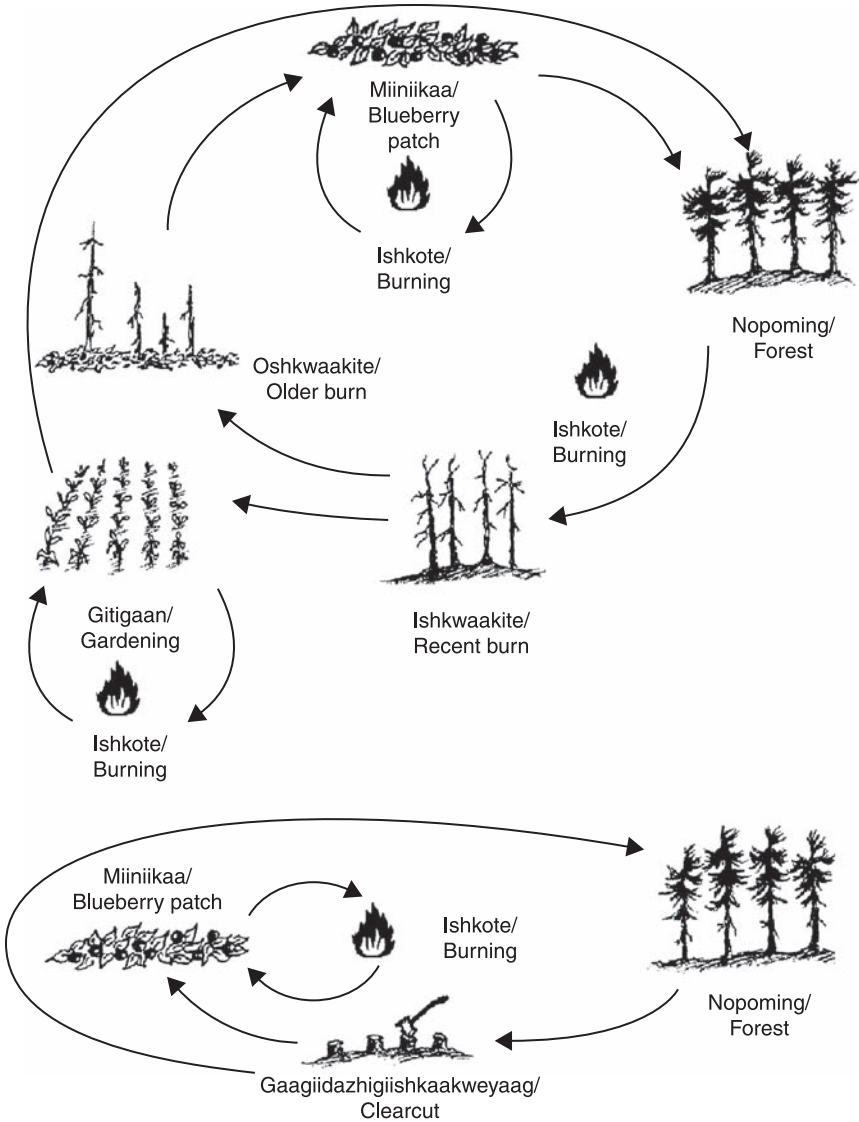 Miiniikaa/
Blueberry
patch
Ishkote/
Burning
Nopoming/
Forest
Oshkwaakite/
Older burn
Ishkote/
Burning
Gitigaan/
Gardening
Ishkwaakite/
Recent burn
Ishkote/
Burning
Miiniikaa/
Blueberry patch
Ishkote/
Burning
Nopoming/
Forest
Gaagiidazhigiishkaakweyaag/
Clearcut